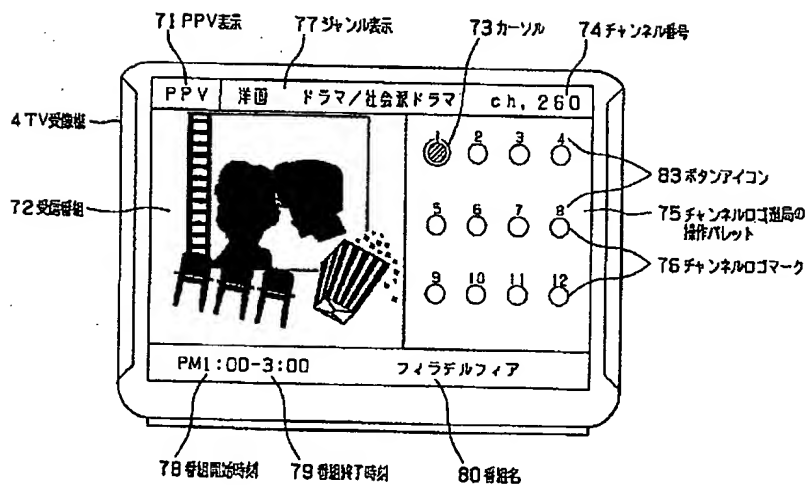 71 PPV表示
77 ジャンル表示
73 カーソル
74 チャンネル番号
PPV 洋画 ドラマ/社会派ドラマ ch, 260
4 TV受像機
1 2 3 4
83 ボタンアイコン
72 受信番組
75 チャンネルロゴ選局の
操作パレット
5 6 7 8
76 チャンネルロゴマーク
9 10 11 12
PM1:00-3:00 フィラデルフィア
78 番組開始時刻
79 番組終了時刻
80 番組名